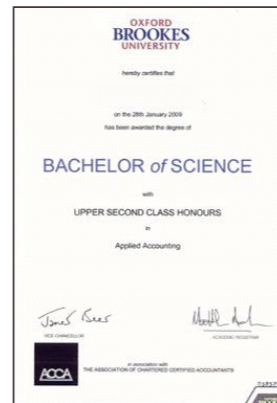 OXFORD
BROOKES
UNIVERSITY
hereby certifies that
on the 28th January 2009
has been awarded the degree of
BACHELOR of SCIENCE
with
UPPER SECOND CLASS HONOURS
in
Applied Accounting
VICE-CHANCELLOR
ACADEMIC REGISTRAR
in association with
THE ASSOCIATION OF CHARTERED CERTIFIED ACCOUNTANTS
ACCA